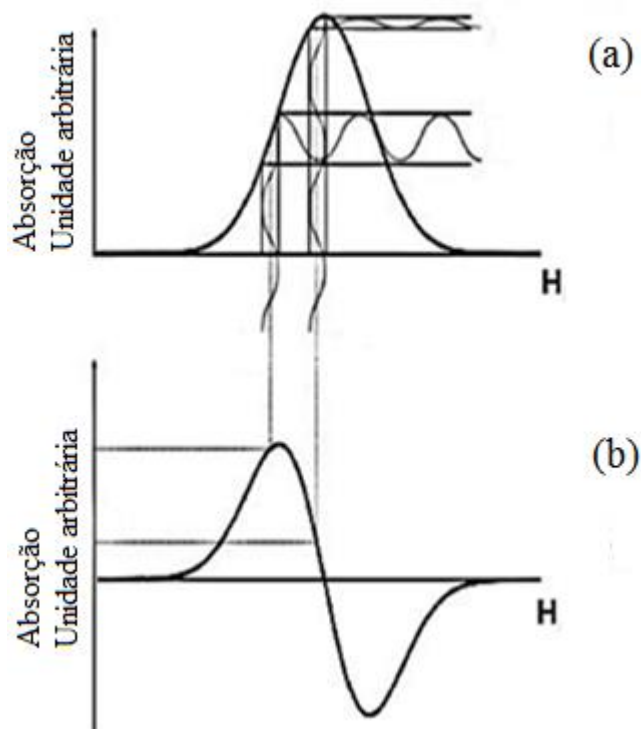 (a)
Absorção
Unidade arbitrária
H
(b)
Absorção
Unidade arbitrária
H